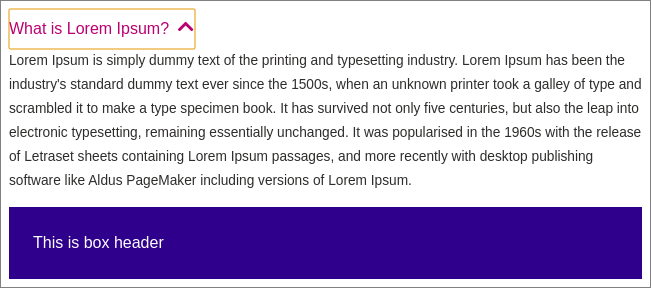 What is Lorem Ipsum?
Lorem Ipsum is simply dummy text of the printing and typesetting industry. Lorem Ipsum has been the
industry's standard dummy text ever since the 1500s, when an unknown printer took a galley of type and
scrambled it to make a type specimen book. It has survived not only five centuries, but also the leap into
electronic typesetting, remaining essentially unchanged. It was popularised in the 1960s with the release
of Letraset sheets containing Lorem Ipsum passages, and more recently with desktop publishing
software like Aldus PageMaker including versions of Lorem Ipsum.
This is box header